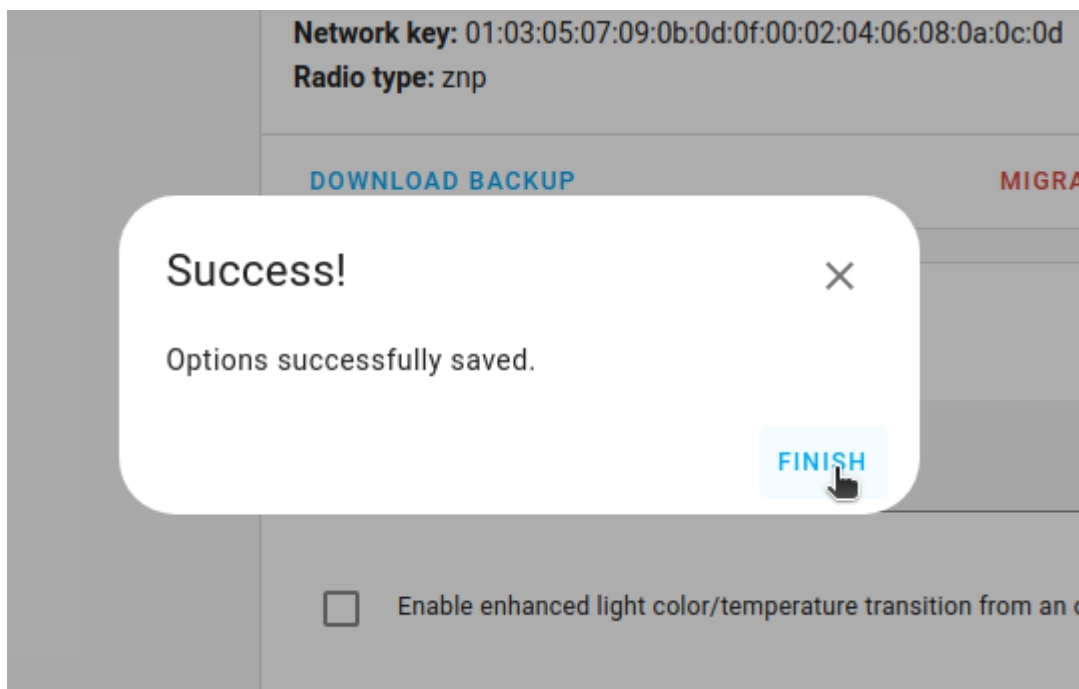 Network key: 01:03:05:07:09:0b:0d:0f:00:02:04:06:08:0a:0c:0d
Radio type: znp
DOWNLOAD BACKUP MIGRA
Success!
Options successfully saved.
FINISH
Enable enhanced light color/temperature transition from an